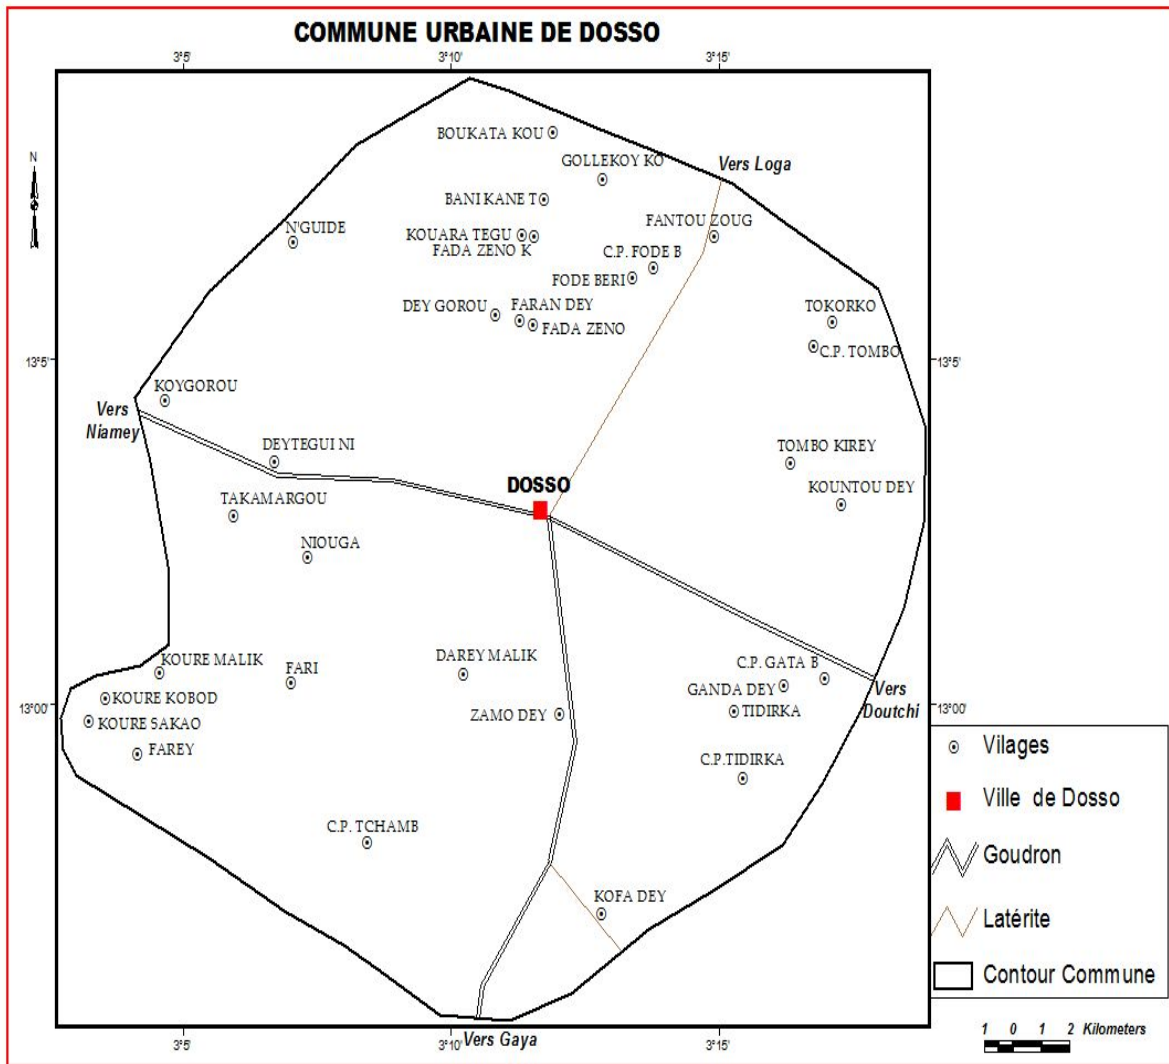 COMMUNE URBAINE DE DOSSO
3°5'
3°10'
3°15'
N
BOUKATA KOU
GOLLEKOY KO
Vers Loga
BANI KANE T
N'GUIDE
KOUARA TEGU
FADA ZENO K
FANTOU ZOUG
C.P. FODE B
FODE BERI
DEY GOROU
FARAN DEY
FADA ZENO
TOKORKO
C.P. TOMBO
13°5'
13°5'
KOYGOROU
Vers
Niamey
DEYTEGUI NI
TOMBO KIREY
TAKAMARGOU
DOSSO
KOUNTOU DEY
NIOUGA
KOURE MALIK
FARI
DAREY MALIK
C.P. GATA B
GANDA DEY
Vers
Doutchi
KOURE KOBOD
13°00'
13°00'
KOURE SAKAO
ZAMO DEY
TIDIRKA
FAREY
C.P.TIDIRKA
C.P. TCHAMB
KOFA DEY
Vilages
Ville de Dosso
Goudron
Latérite
Contour Commune
3°5'
3°10'
Vers Gaya
3°15'
1 0 1 2 Kilometers